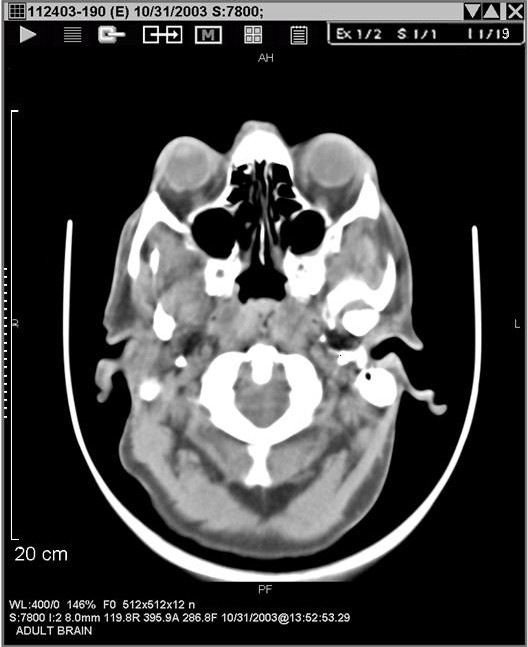 112403-190 (E) 10/31/2003 S:7800;
M
Ex 1/2 S 1/1 I 1/19
AH
R
L
20 cm
PF
WL:400/0 146% F0 512x512x12 n
S:7800 I:2 8.0mm 119.8R 395.9A 286.8F 10/31/2003@13:52:53.29
ADULT BRAIN